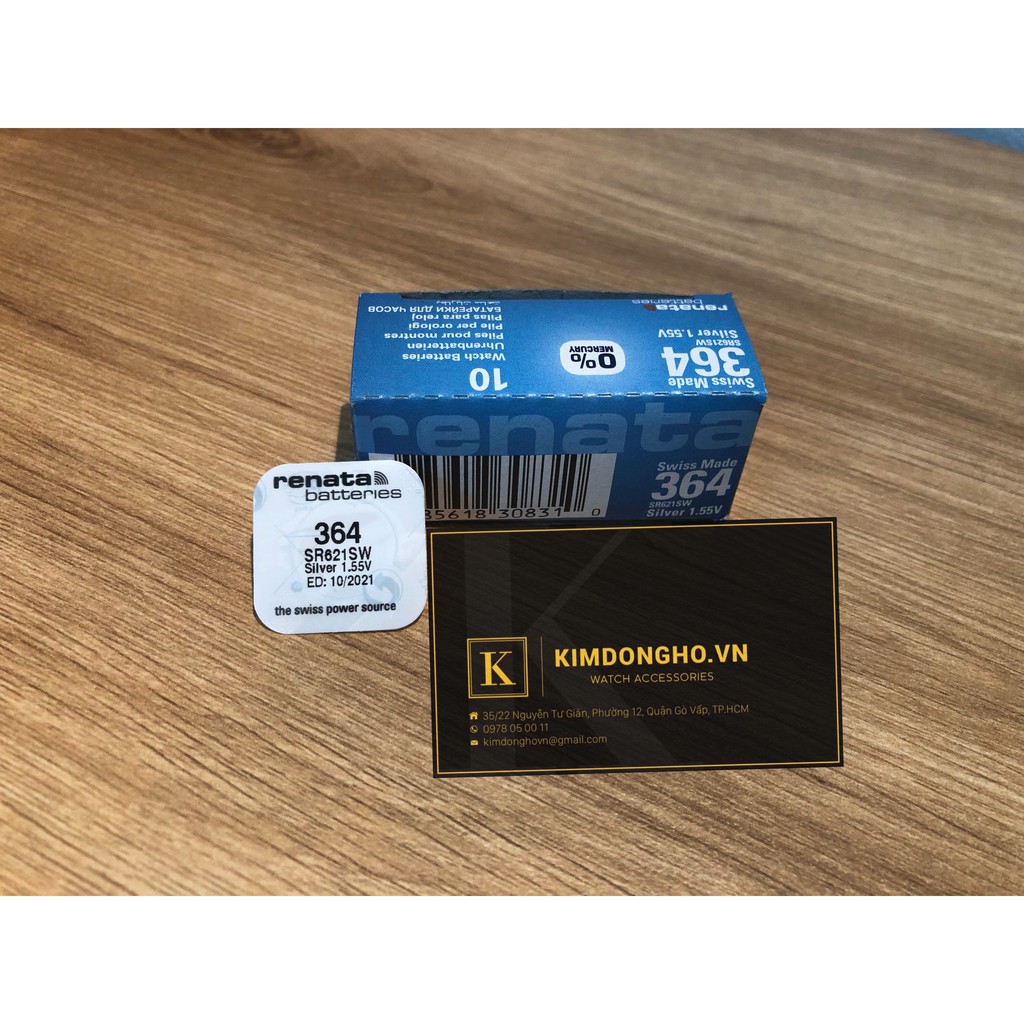 renata
batteries
Swiss Made
364
SR621SW
Silver 1.55V
0%
MERCURY
10
Watch Batteries
Uhrenbatterien
Piles pour montres
Pile per orologi
Pilas para reloj
БАТАРЕЙКИ ДЛЯ ЧАСОВ
renata
Swiss Made
364
SR621SW
Silver 1.55V
85618 30831 0
renata
batteries
364
SR621SW
Silver 1.55V
ED: 10/2021
the swiss power source
K
KIMDONGHO.VN
WATCH ACCESSORIES
35/22 Nguyễn Tư Giản, Phường 12, Quận Gò Vấp, TP.HCM
0978 05 00 11
kimdonghovn@gmail.com